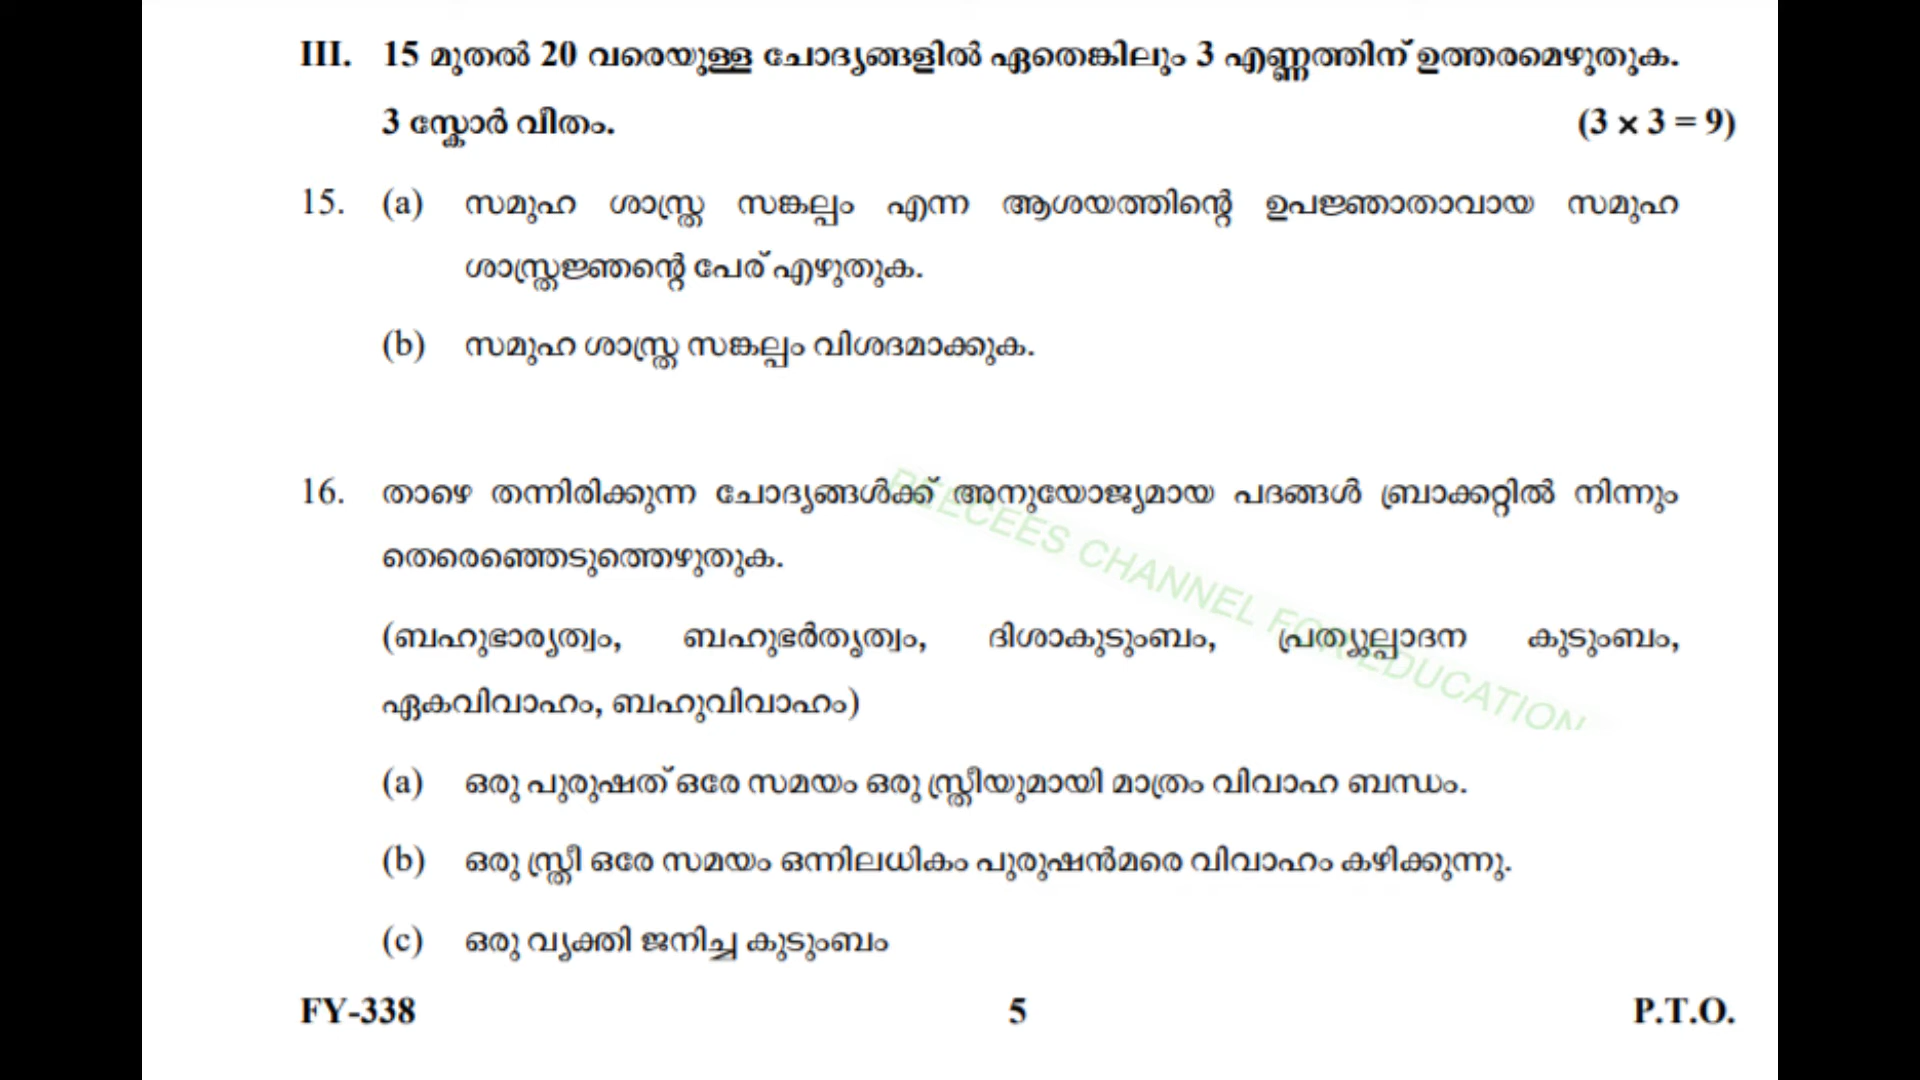 III. 15 മുതൽ 20 വരെയുള്ള ചോദ്യങ്ങളിൽ ഏതെങ്കിലും 3 എണ്ണത്തിന് ഉത്തരമെഴുതുക.
3 സ്കോർ വീതം. (3 × 3 = 9)
15. (a) സമൂഹ ശാസ്ത്ര സങ്കല്പം എന്ന ആശയത്തിന്റെ ഉപജ്ഞാതാവായ സമൂഹ
ശാസ്ത്രജ്ഞന്റെ പേര് എഴുതുക.
(b) സമൂഹ ശാസ്ത്ര സങ്കല്പം വിശദമാക്കുക.
16. താഴെ തന്നിരിക്കുന്ന ചോദ്യങ്ങൾക്ക് അനുയോജ്യമായ പദങ്ങൾ ബ്രാക്കറ്റിൽ നിന്നും
തെരെഞ്ഞെടുത്തെഴുതുക.
(ബഹുഭാര്യത്വം, ബഹുഭർതൃത്വം, ദിശാകുടുംബം, പ്രത്യുല്പാദന കുടുംബം,
ഏകവിവാഹം, ബഹുവിവാഹം)
(a) ഒരു പുരുഷത് ഒരേ സമയം ഒരു സ്ത്രീയുമായി മാത്രം വിവാഹ ബന്ധം.
(b) ഒരു സ്ത്രീ ഒരേ സമയം ഒന്നിലധികം പുരുഷൻമരെ വിവാഹം കഴിക്കുന്നു.
(c) ഒരു വ്യക്തി ജനിച്ച കുടുംബം
FY-338 5 P.T.O.
CHANNEL FOR EDUCATION